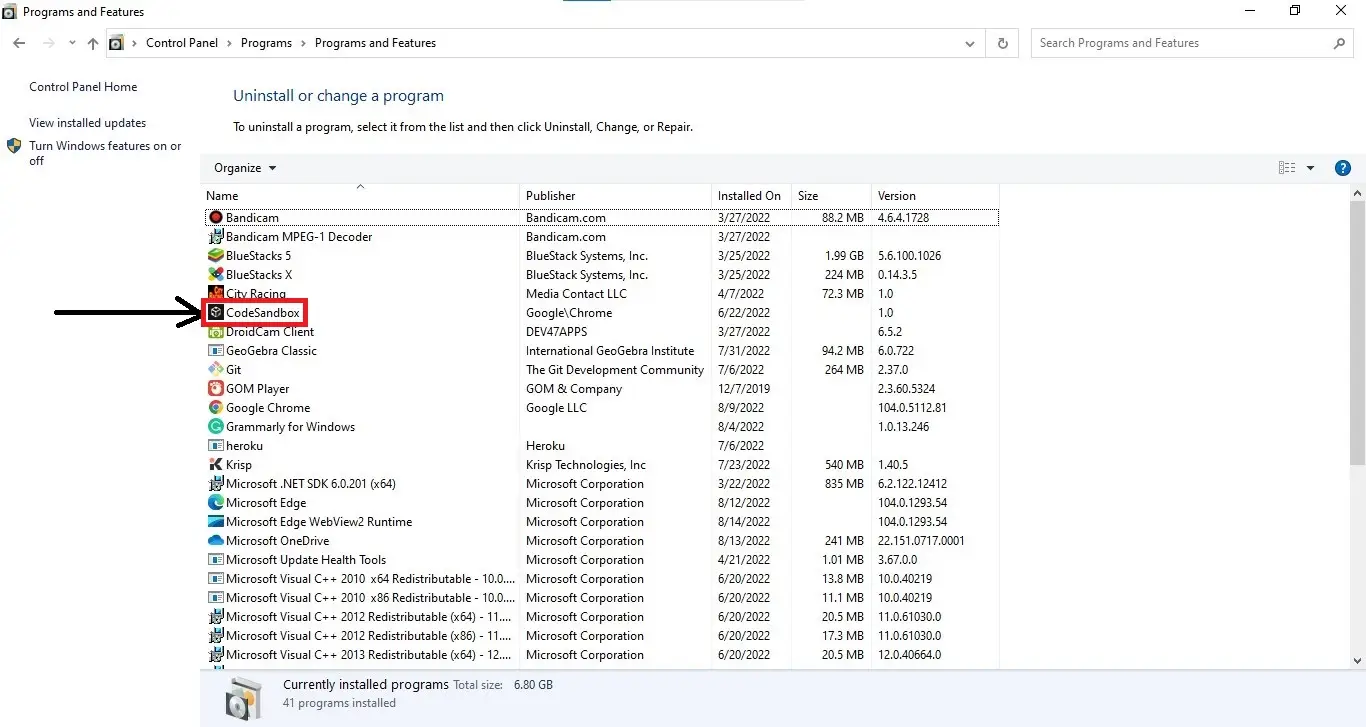 Programs and Features
Control Panel > Programs > Programs and Features
Search Programs and Features
Control Panel Home
View installed updates
Turn Windows features on or
off
Uninstall or change a program
To uninstall a program, select it from the list and then click Uninstall, Change, or Repair.
Organize
Name Publisher Installed On Size Version
Bandicam Bandicam.com 3/27/2022 88.2 MB 4.6.4.1728
Bandicam MPEG-1 Decoder Bandicam.com 3/27/2022
BlueStacks 5 BlueStack Systems, Inc. 3/25/2022 1.99 GB 5.6.100.1026
BlueStacks X BlueStack Systems, Inc. 3/25/2022 224 MB 0.14.3.5
City Racing Media Contact LLC 4/7/2022 72.3 MB 1.0
CodeSandbox Google\Chrome 6/22/2022 1.0
DroidCam Client DEV47APPS 3/27/2022 6.5.2
GeoGebra Classic International GeoGebra Institute 7/31/2022 94.2 MB 6.0.722
Git The Git Development Community 7/6/2022 264 MB 2.37.0
GOM Player GOM & Company 12/7/2019 2.3.60.5324
Google Chrome Google LLC 8/9/2022 104.0.5112.81
Grammarly for Windows 8/4/2022 1.0.13.246
heroku Heroku 7/6/2022
Krisp Krisp Technologies, Inc 7/23/2022 540 MB 1.40.5
Microsoft .NET SDK 6.0.201 (x64) Microsoft Corporation 3/22/2022 835 MB 6.2.122.12412
Microsoft Edge Microsoft Corporation 8/12/2022 104.0.1293.54
Microsoft Edge WebView2 Runtime Microsoft Corporation 8/14/2022 104.0.1293.54
Microsoft OneDrive Microsoft Corporation 8/13/2022 241 MB 22.151.0717.0001
Microsoft Update Health Tools Microsoft Corporation 4/21/2022 1.01 MB 3.67.0.0
Microsoft Visual C++ 2010 x64 Redistributable - 10.0.... Microsoft Corporation 6/20/2022 13.8 MB 10.0.40219
Microsoft Visual C++ 2010 x86 Redistributable - 10.0.... Microsoft Corporation 6/20/2022 11.1 MB 10.0.40219
Microsoft Visual C++ 2012 Redistributable (x64) - 11.... Microsoft Corporation 6/20/2022 20.5 MB 11.0.61030.0
Microsoft Visual C++ 2012 Redistributable (x86) - 11.... Microsoft Corporation 6/20/2022 17.3 MB 11.0.61030.0
Microsoft Visual C++ 2013 Redistributable (x64) - 12.... Microsoft Corporation 6/20/2022 20.5 MB 12.0.40664.0
Currently installed programs Total size: 6.80 GB
41 programs installed